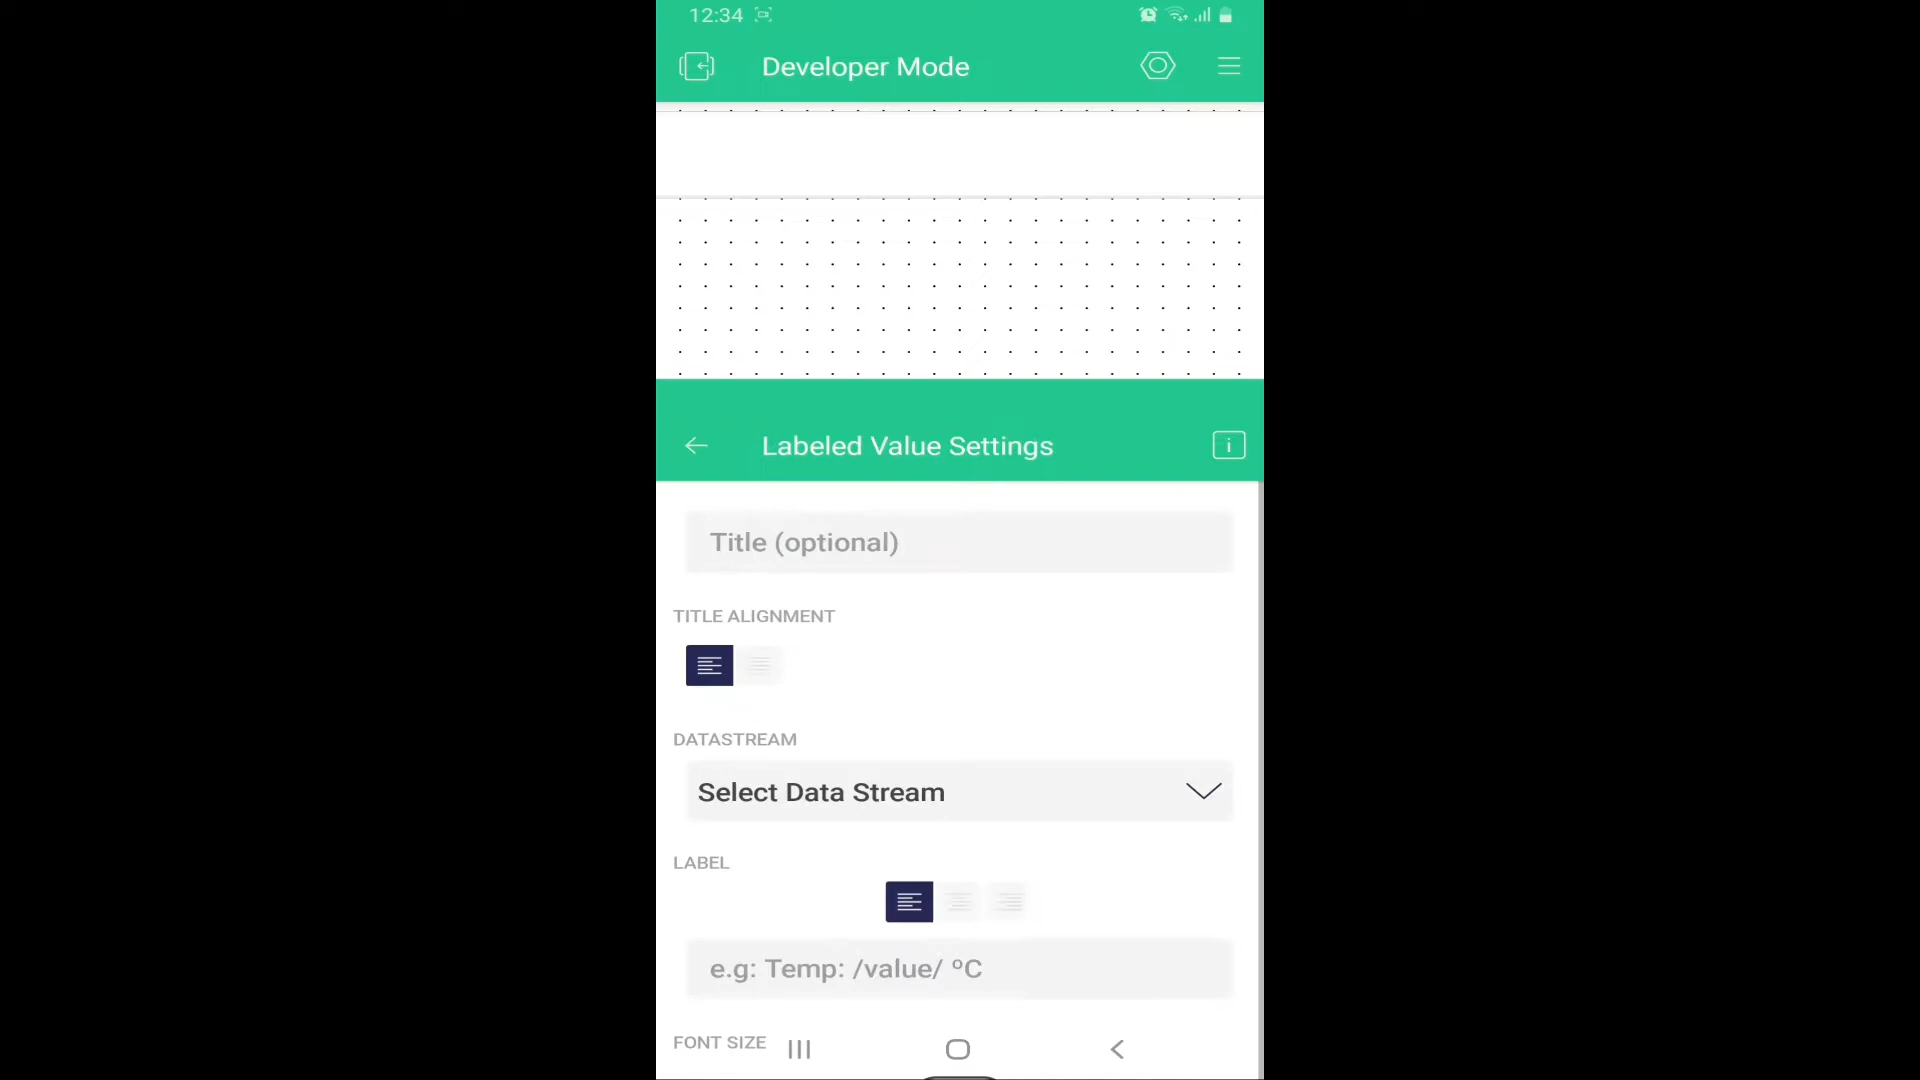 12:34
Developer Mode
Labeled Value Settings
i
Title (optional)
TITLE ALIGNMENT
DATASTREAM
Select Data Stream
LABEL
e.g: Temp: /value/ ºC
FONT SIZE